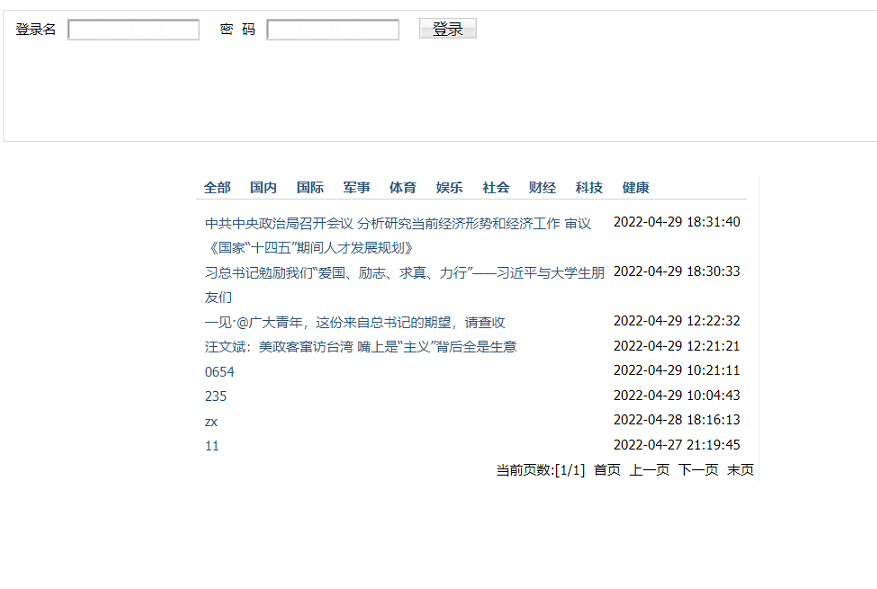 登录名 密 码 登录
全部 国内 国际 军事 体育 娱乐 社会 财经 科技 健康
中共中央政治局召开会议 分析研究当前经济形势和经济工作 审议 2022-04-29 18:31:40
《国家“十四五”期间人才发展规划》
习总书记勉励我们“爱国、励志、求真、力行”——习近平与大学生朋 2022-04-29 18:30:33
友们
一见·@广大青年，这份来自总书记的期望，请查收 2022-04-29 12:22:32
汪文斌：美政客窜访台湾 嘴上是“主义”背后全是生意 2022-04-29 12:21:21
0654 2022-04-29 10:21:11
235 2022-04-29 10:04:43
zx 2022-04-28 18:16:13
11 2022-04-27 21:19:45
当前页数:[1/1] 首页 上一页 下一页 末页